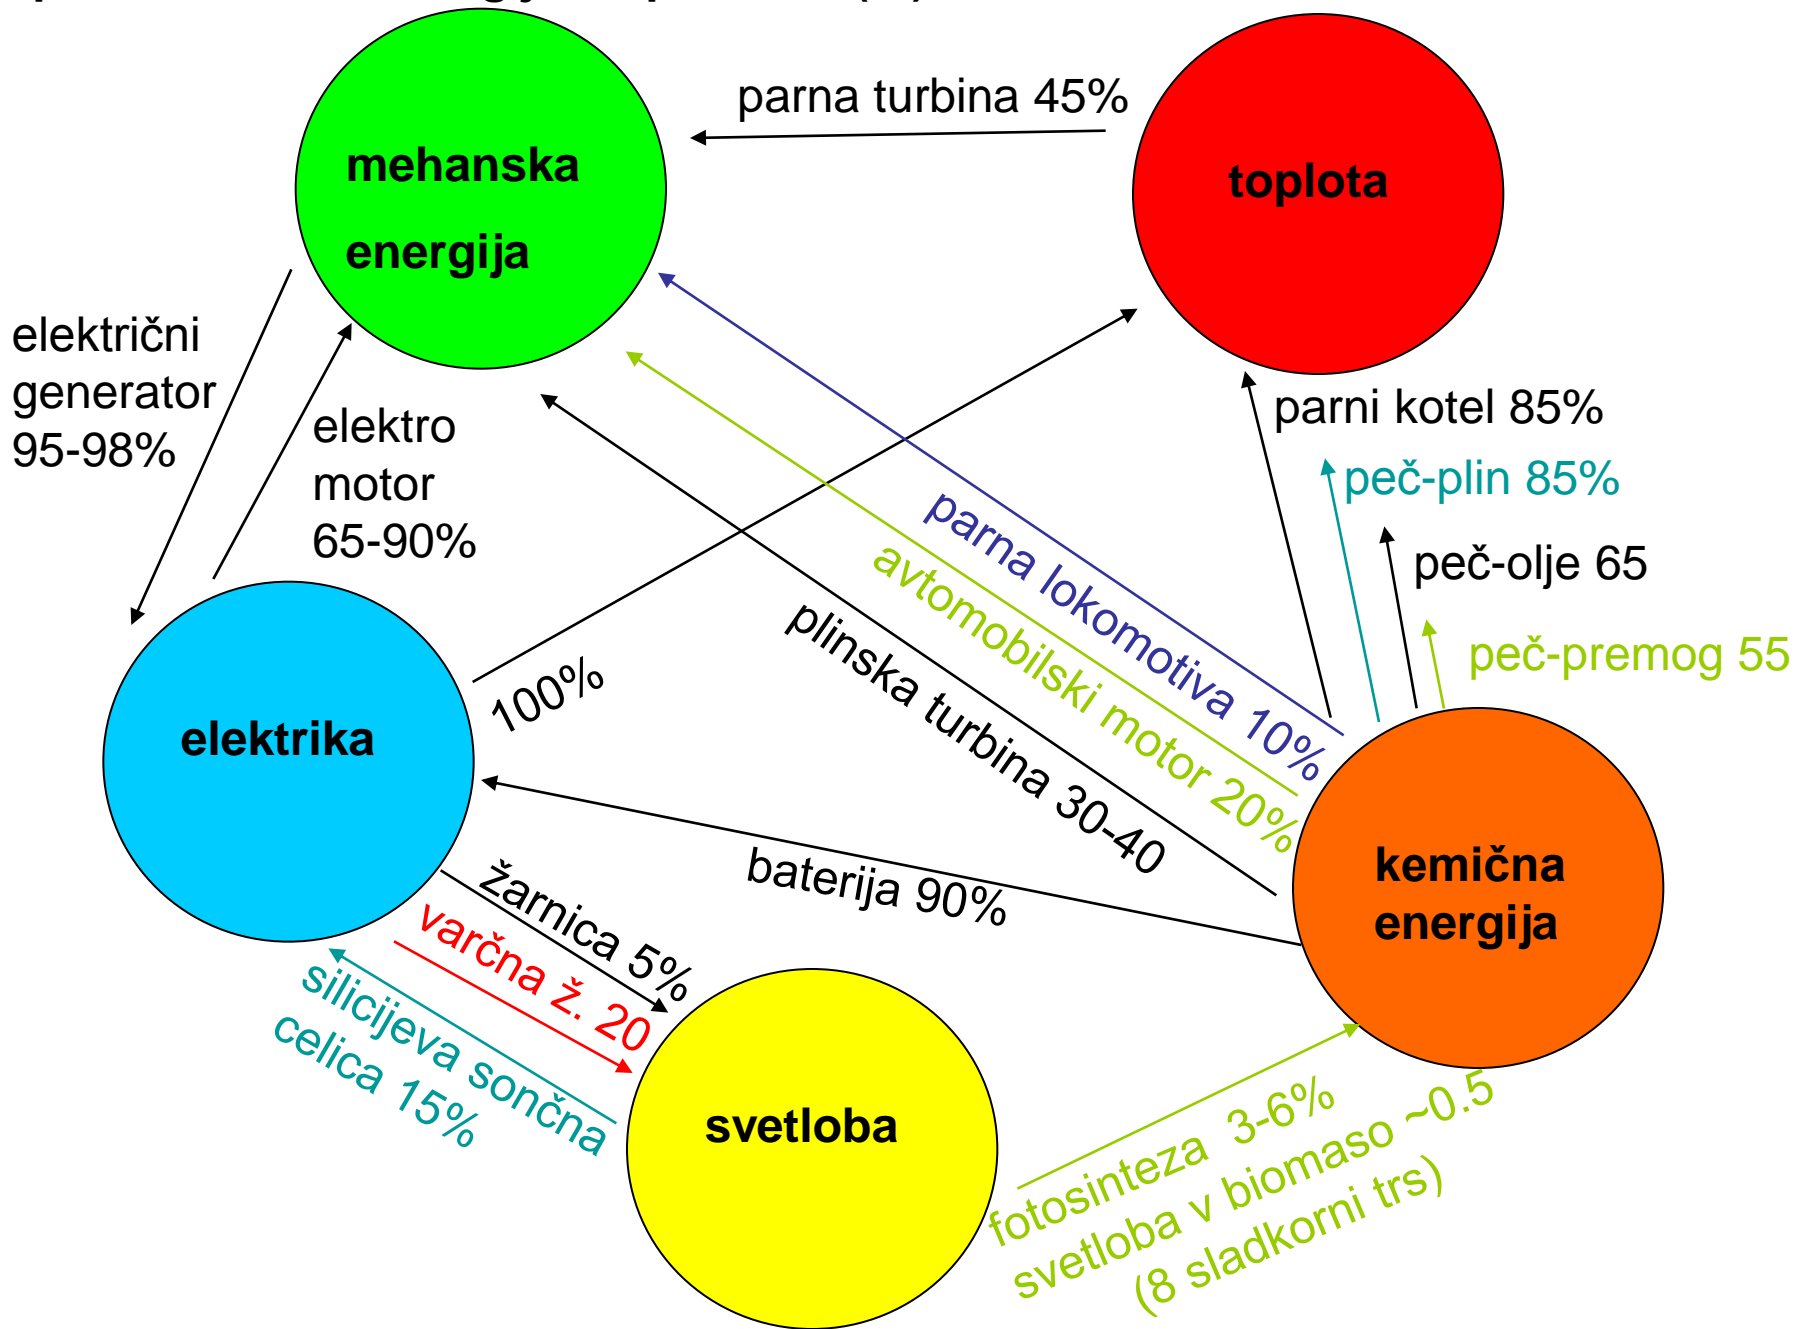 parna turbina 45%
mehanska
energija
toplota
električni
generator
95-98%
elektro
motor
65-90%
parni kotel 85%
peč-plin 85%
peč-olje 65
peč-premog 55
parna lokomotiva 10%
avtomobilski motor 20%
plinska turbina 30-40
100%
elektrika
baterija 90%
kemična
energija
žarnica 5%
varčna ž. 20
silicijeva sončna
celica 15%
svetloba
fotosinteza 3-6%
svetloba v biomaso ~0.5
(8 sladkorni trs)